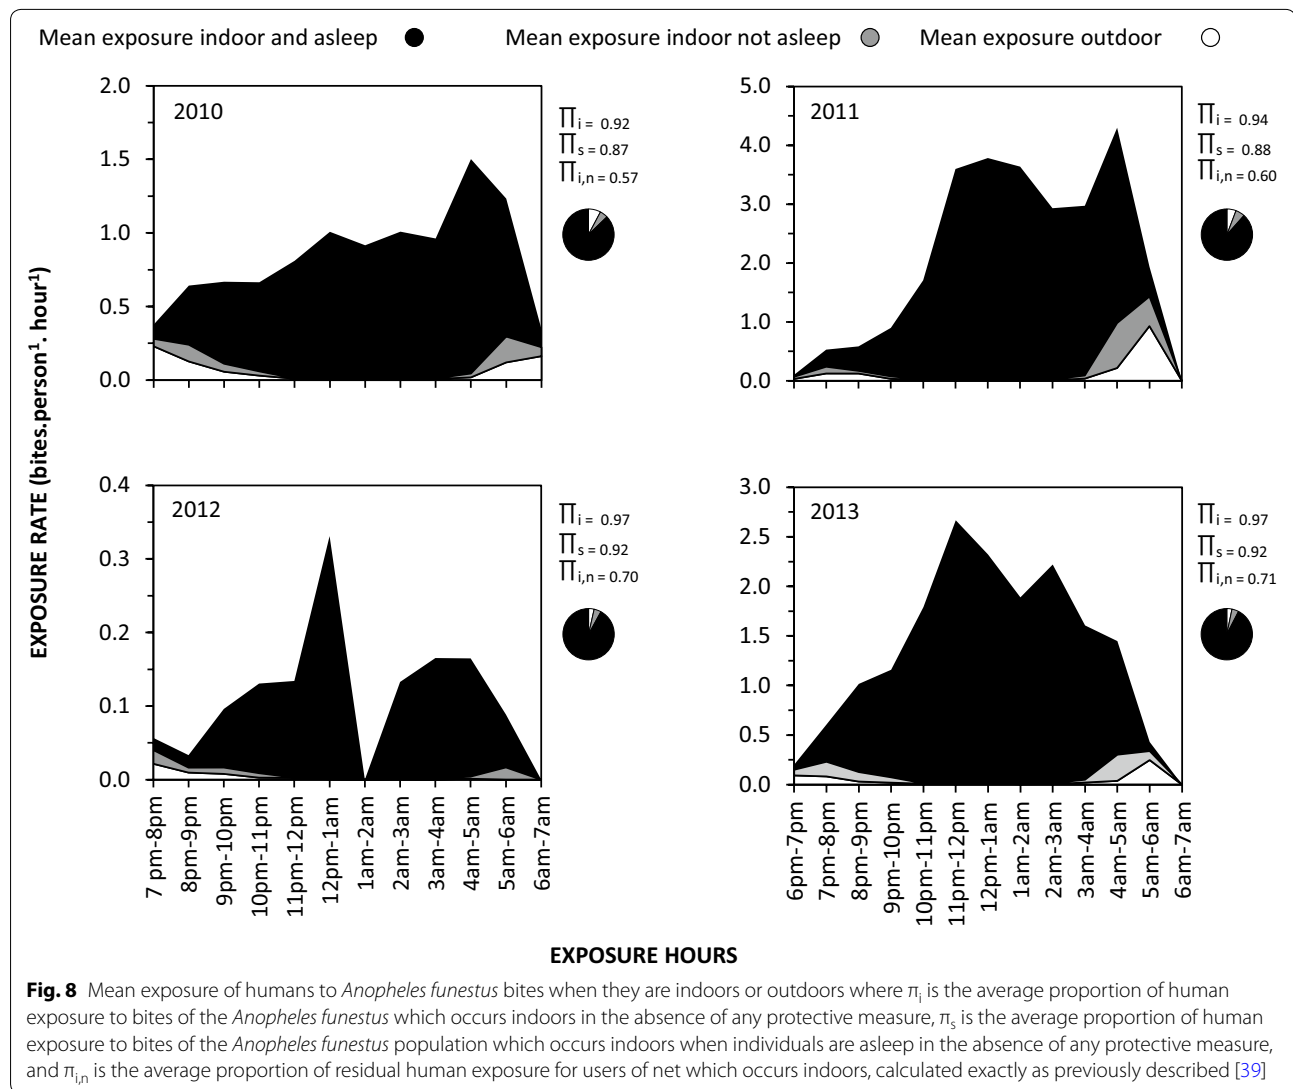 Mean exposure indoor and asleep
Mean exposure indoor not asleep
Mean exposure outdoor
EXPOSURE RATE (bites.person¹. hour¹)
2.0
1.5
1.0
0.5
0.0
2010
∏i = 0.92
∏s = 0.87
∏i,n = 0.57
5.0
4.0
3.0
2.0
1.0
0.0
2011
∏i = 0.94
∏s = 0.88
∏i,n = 0.60
0.4
0.3
0.2
0.1
0.0
2012
∏i = 0.97
∏s = 0.92
∏i,n = 0.70
7 pm-8pm
8pm-9pm
9pm-10pm
10pm-11pm
11pm-12pm
12pm-1am
1am-2am
2am-3am
3am-4am
4am-5am
5am-6am
6am-7am
3.0
2.5
2.0
1.5
1.0
0.5
0.0
2013
∏i = 0.97
∏s = 0.92
∏i,n = 0.71
6pm-7pm
7pm-8pm
8pm-9pm
9pm-10pm
10pm-11pm
11pm-12pm
12pm-1am
1am-2am
2am-3am
3am-4am
4am-5am
5am-6am
6am-7am
EXPOSURE HOURS
Fig. 8 Mean exposure of humans to Anopheles funestus bites when they are indoors or outdoors where πi is the average proportion of human
exposure to bites of the Anopheles funestus which occurs indoors in the absence of any protective measure, πs is the average proportion of human
exposure to bites of the Anopheles funestus population which occurs indoors when individuals are asleep in the absence of any protective measure,
and πi,n is the average proportion of residual human exposure for users of net which occurs indoors, calculated exactly as previously described [39]